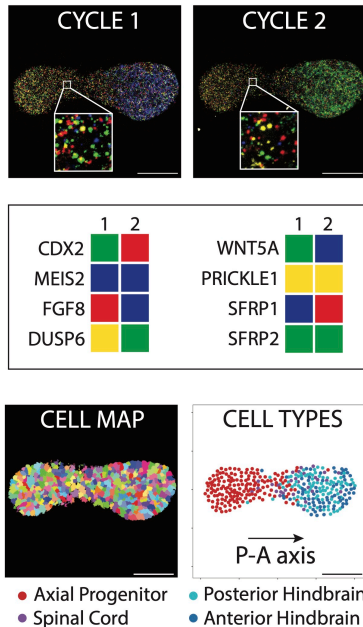 CYCLE 1
CYCLE 2
1 2
CDX2
MEIS2
FGF8
DUSP6
1 2
WNT5A
PRICKLE1
SFRP1
SFRP2
CELL MAP
CELL TYPES
P-A axis
Axial Progenitor
Spinal Cord
Posterior Hindbrain
Anterior Hindbrain